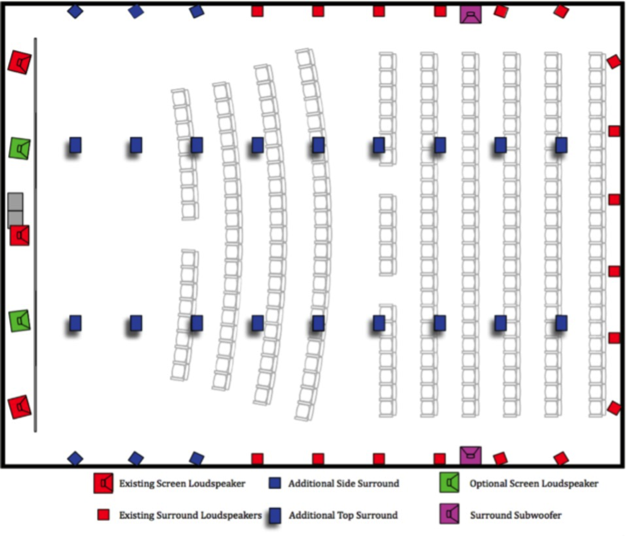 Existing Screen Loudspeaker
Additional Side Surround
Optional Screen Loudspeaker
Existing Surround Loudspeakers
Additional Top Surround
Surround Subwoofer